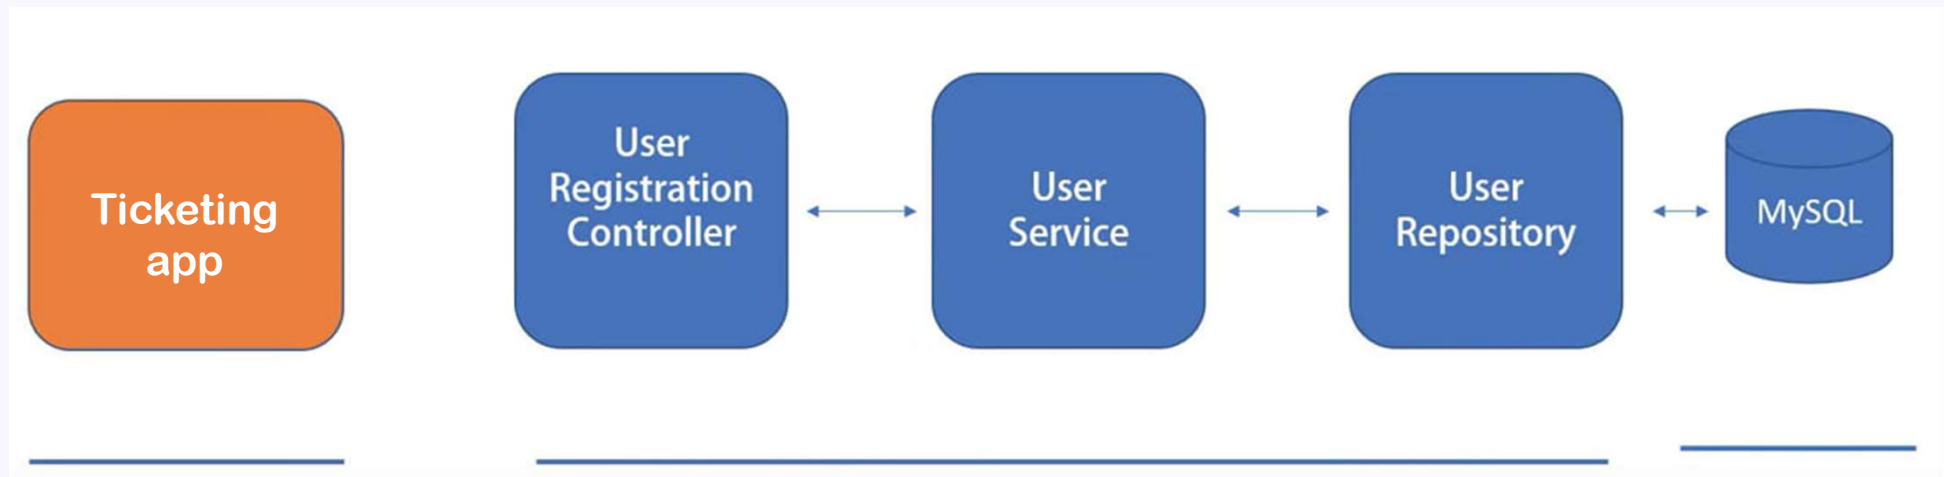 Ticketing
app
User
Registration
Controller
User
Service
User
Repository
MySQL